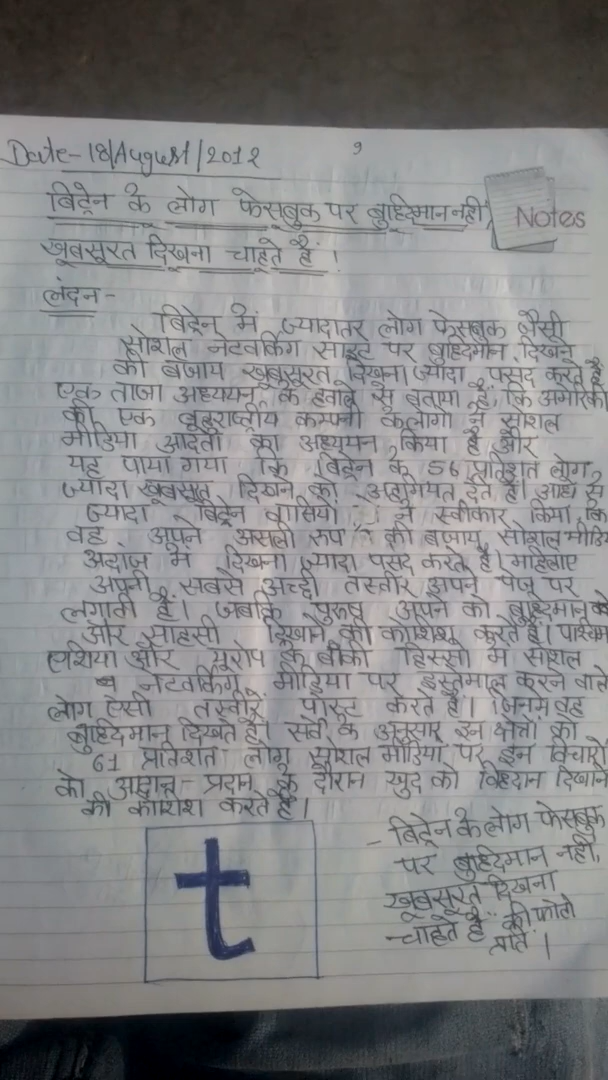 Date- 18/August/2012
9
ब्रिटेन के लोग फेसबुक पर बुध्दिमान नही,
Notes
खूबसूरत दिखना चाहते है !
लंदन -
ब्रिटेन में ज्यादातर लोग फेसबुक जैसी
सोशल नेटवर्किंग साइट पर बुध्दिमान दिखने
की बजाय खूबसूरत दिखना ज्यादा पसंद करते है
एक ताजा अध्ययन के हवाले से बताया है, कि अमेरिका
की एक बहुराष्ट्रीय कम्पनी के लोगो ने सोशल
मीडिया आदतो का अध्ययन किया है और
यह पाया गया कि ब्रिटेन के 56 प्रतिशत लोग
ज्यादा खूबसूरत दिखने को अहमियत देते है। आधे से
ज्यादा ब्रिटेन वासियो ने स्वीकार किया कि
वह अपने असली रूप की बजाय सोशल मीडिया
अंदाज में दिखना ज्यादा पसंद करते है। महिलाए
अपनी सबसे अच्छी तस्वीर अपने पेज पर
लगाती है। जबकि पुरूष अपने को बुध्दिमान
और साहसी दिखाने की कोशिश करते है। पाश्चिम
एशिया और यूरोप के बाकी हिस्सो में सोशल
नेटवर्किंग मीडिया पर इस्तेमाल करने वाले
लोग ऐसी तस्वीरे पोस्ट करते है। जिनमें वह
बुध्दिमान दिखते है। सर्वे के अनुसार इन क्षेत्रो की
61 प्रतिशत लोग सोशल मीडिया पर इन विचारो
को आदान-प्रदान के दौरान खुद को विध्दान दिखाने
की कोशिश करते है।
t
- ब्रिटेन के लोग फेसबुक
पर बुध्दिमान नही,
खूबसूरत दिखना
चाहते है की फोटो
प्रति।